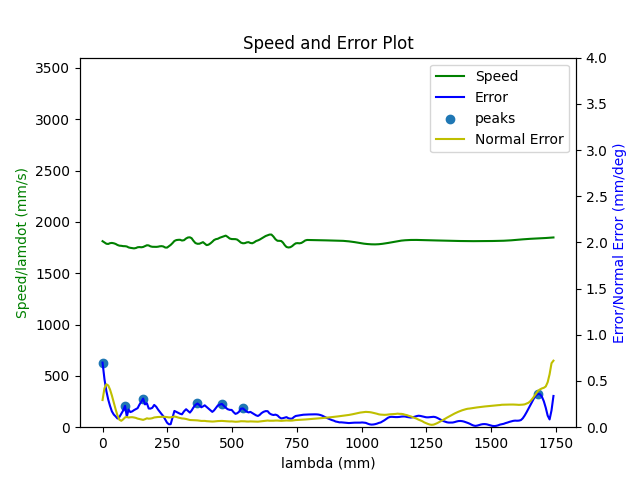 Speed and Error Plot
Speed
Error
peaks
Normal Error
Speed/lamdot (mm/s)
3500
3000
2500
2000
1500
1000
500
0
4.0
3.5
3.0
2.5
2.0
1.5
1.0
0.5
0.0
Error/Normal Error (mm/deg)
0 250 500 750 1000 1250 1500 1750
lambda (mm)